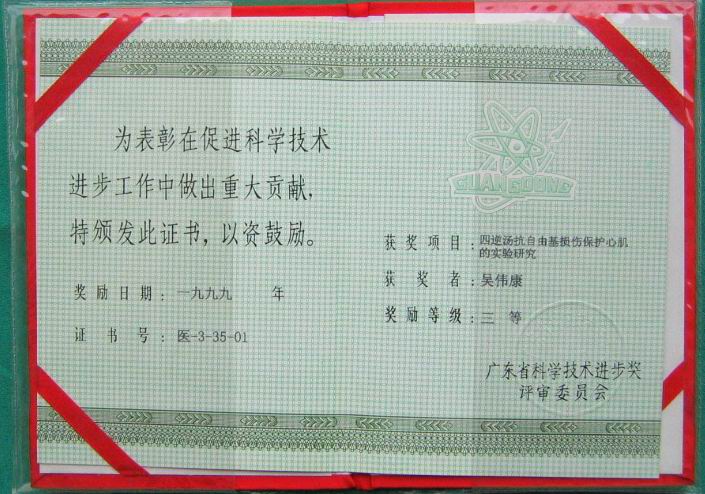 为表彰在促进科学技术
进步工作中做出重大贡献,
特颁发此证书,以资鼓励。
奖励日期:一九九九 年
证书号:医-3-35-01
GUANGDONG
获奖项目:四逆汤抗自由基损伤保护心肌
的实验研究
获奖者:吴伟康
奖励等级:三 等
广东省科学技术进步奖
评审委员会